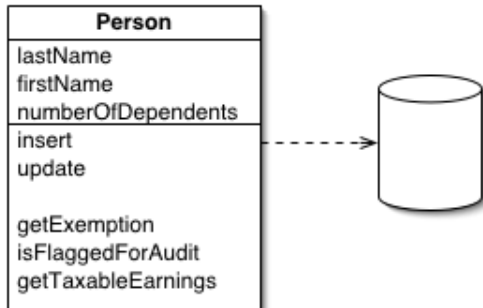 Person
lastName
firstName
numberOfDependents
insert
update
getExemption
isFlaggedForAudit
getTaxableEarnings